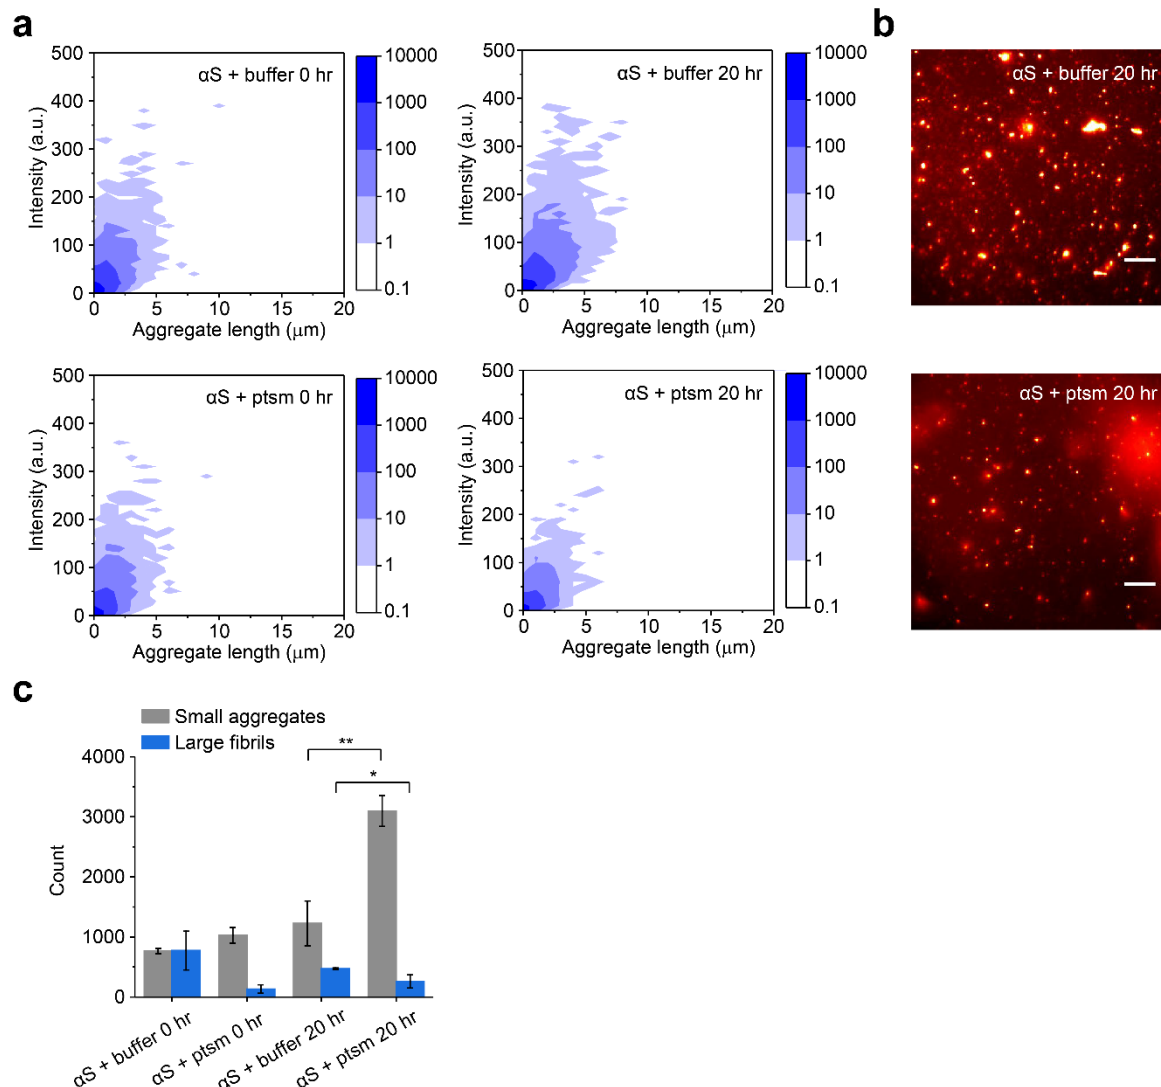 a
b
500
400
300
200
100
0
Intensity (a.u.)
αS + buffer 0 hr
0 5 10 15 20
Aggregate length (μm)
10000
1000
100
10
1
0.1
500
400
300
200
100
0
Intensity (a.u.)
αS + buffer 20 hr
0 5 10 15 20
Aggregate length (μm)
10000
1000
100
10
1
0.1
αS + buffer 20 hr
500
400
300
200
100
0
Intensity (a.u.)
αS + ptsm 0 hr
0 5 10 15 20
Aggregate length (μm)
10000
1000
100
10
1
0.1
500
400
300
200
100
0
Intensity (a.u.)
αS + ptsm 20 hr
0 5 10 15 20
Aggregate length (μm)
10000
1000
100
10
1
0.1
αS + ptsm 20 hr
c
Small aggregates
Large fibrils
**
*
4000
3000
2000
1000
0
Count
αS + buffer 0 hr
αS + ptsm 0 hr
αS + buffer 20 hr
αS + ptsm 20 hr